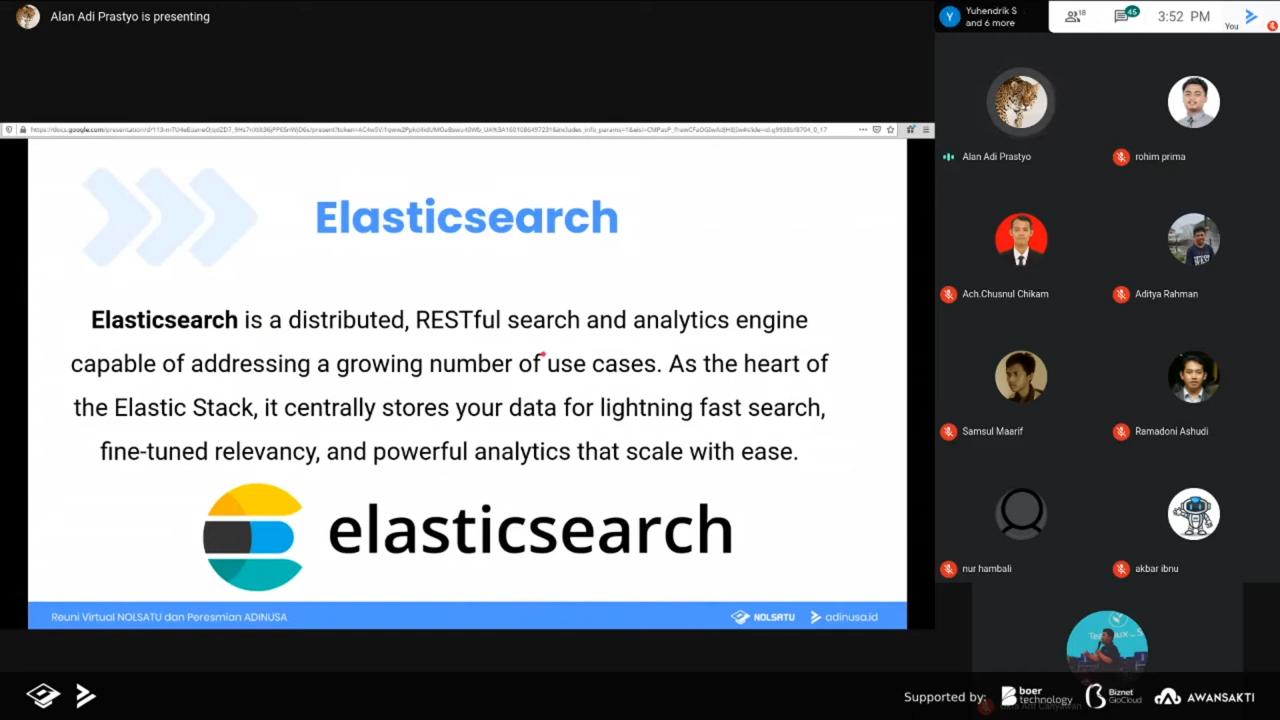 Alan Adi Prastyo is presenting
Yuhendrik S
and 6 more
18
45
3:52 PM
You
Elasticsearch
Elasticsearch is a distributed, RESTful search and analytics engine
capable of addressing a growing number of use cases. As the heart of
the Elastic Stack, it centrally stores your data for lightning fast search,
fine-tuned relevancy, and powerful analytics that scale with ease.
elasticsearch
Reuni Virtual NOLSATU dan Peresmian ADINUSA
NOLSATU
adinusa.id
Alan Adi Prastyo
rohim prima
Ach.Chusnul Chikam
Aditya Rahman
Samsul Maarif
Ramadoni Ashudi
nur hambali
akbar ibnu
Supported by:
boer
technology
Biznet
GioCloud
AWANSAKTI